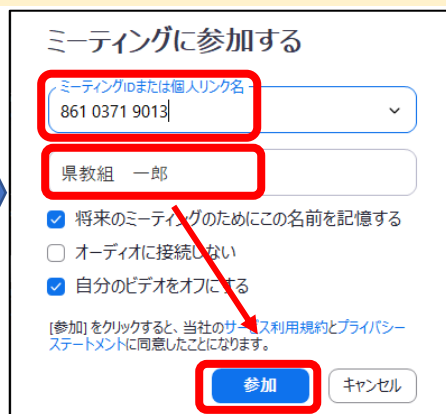 ミーティングに参加する
ミーティングIDまたは個人リンク名
861 0371 9013
県教組　一郎
将来のミーティングのためにこの名前を記憶する
オーディオに接続しない
自分のビデオをオフにする
[参加] をクリックすると、当社のサービス利用規約とプライバシー
ステートメントに同意したことになります。
参加
キャンセル